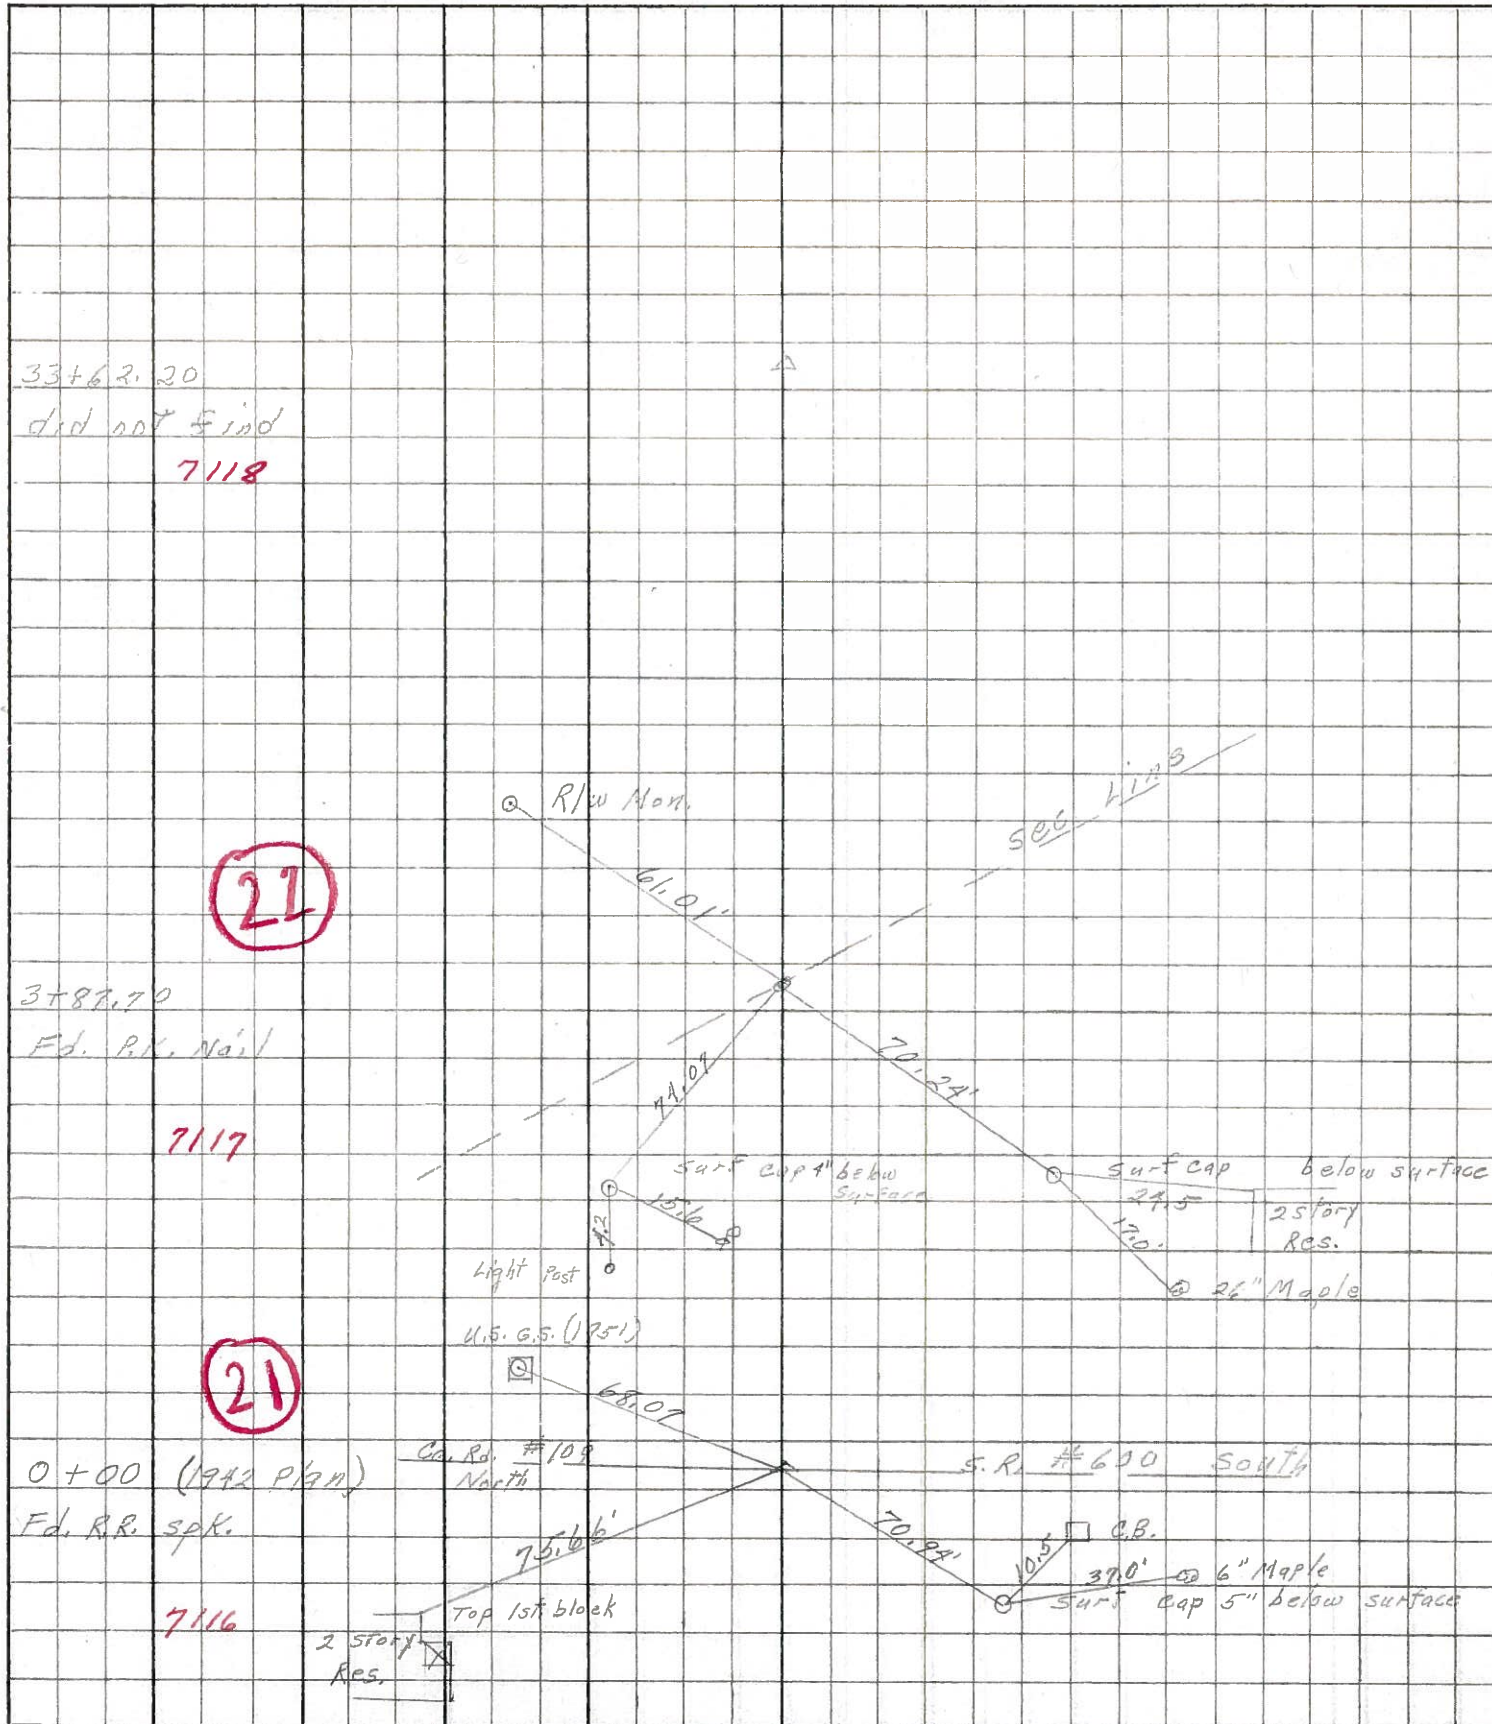 33+62.20
did not find
7118
R/w Mon.
sec Line
61.01'
22
3+87.70
Fd. P.K. Nail
70.24'
74.07
7117
surf cap 4" below
surface
surf cap below surface
15.6
27.5
2 story
Res.
17.0
Light Post
26" Maple
U.S.G.S. (1951)
68.07
21
Co. Rd. #109
North
S.R. #600 South
0+00 (1942 Plan)
Fd. R.R. spk.
75.66'
70.94'
C.B.
10.5
37.0' 6" Maple
surf cap 5" below surface
Top 1st block
7116
2 story
Res.